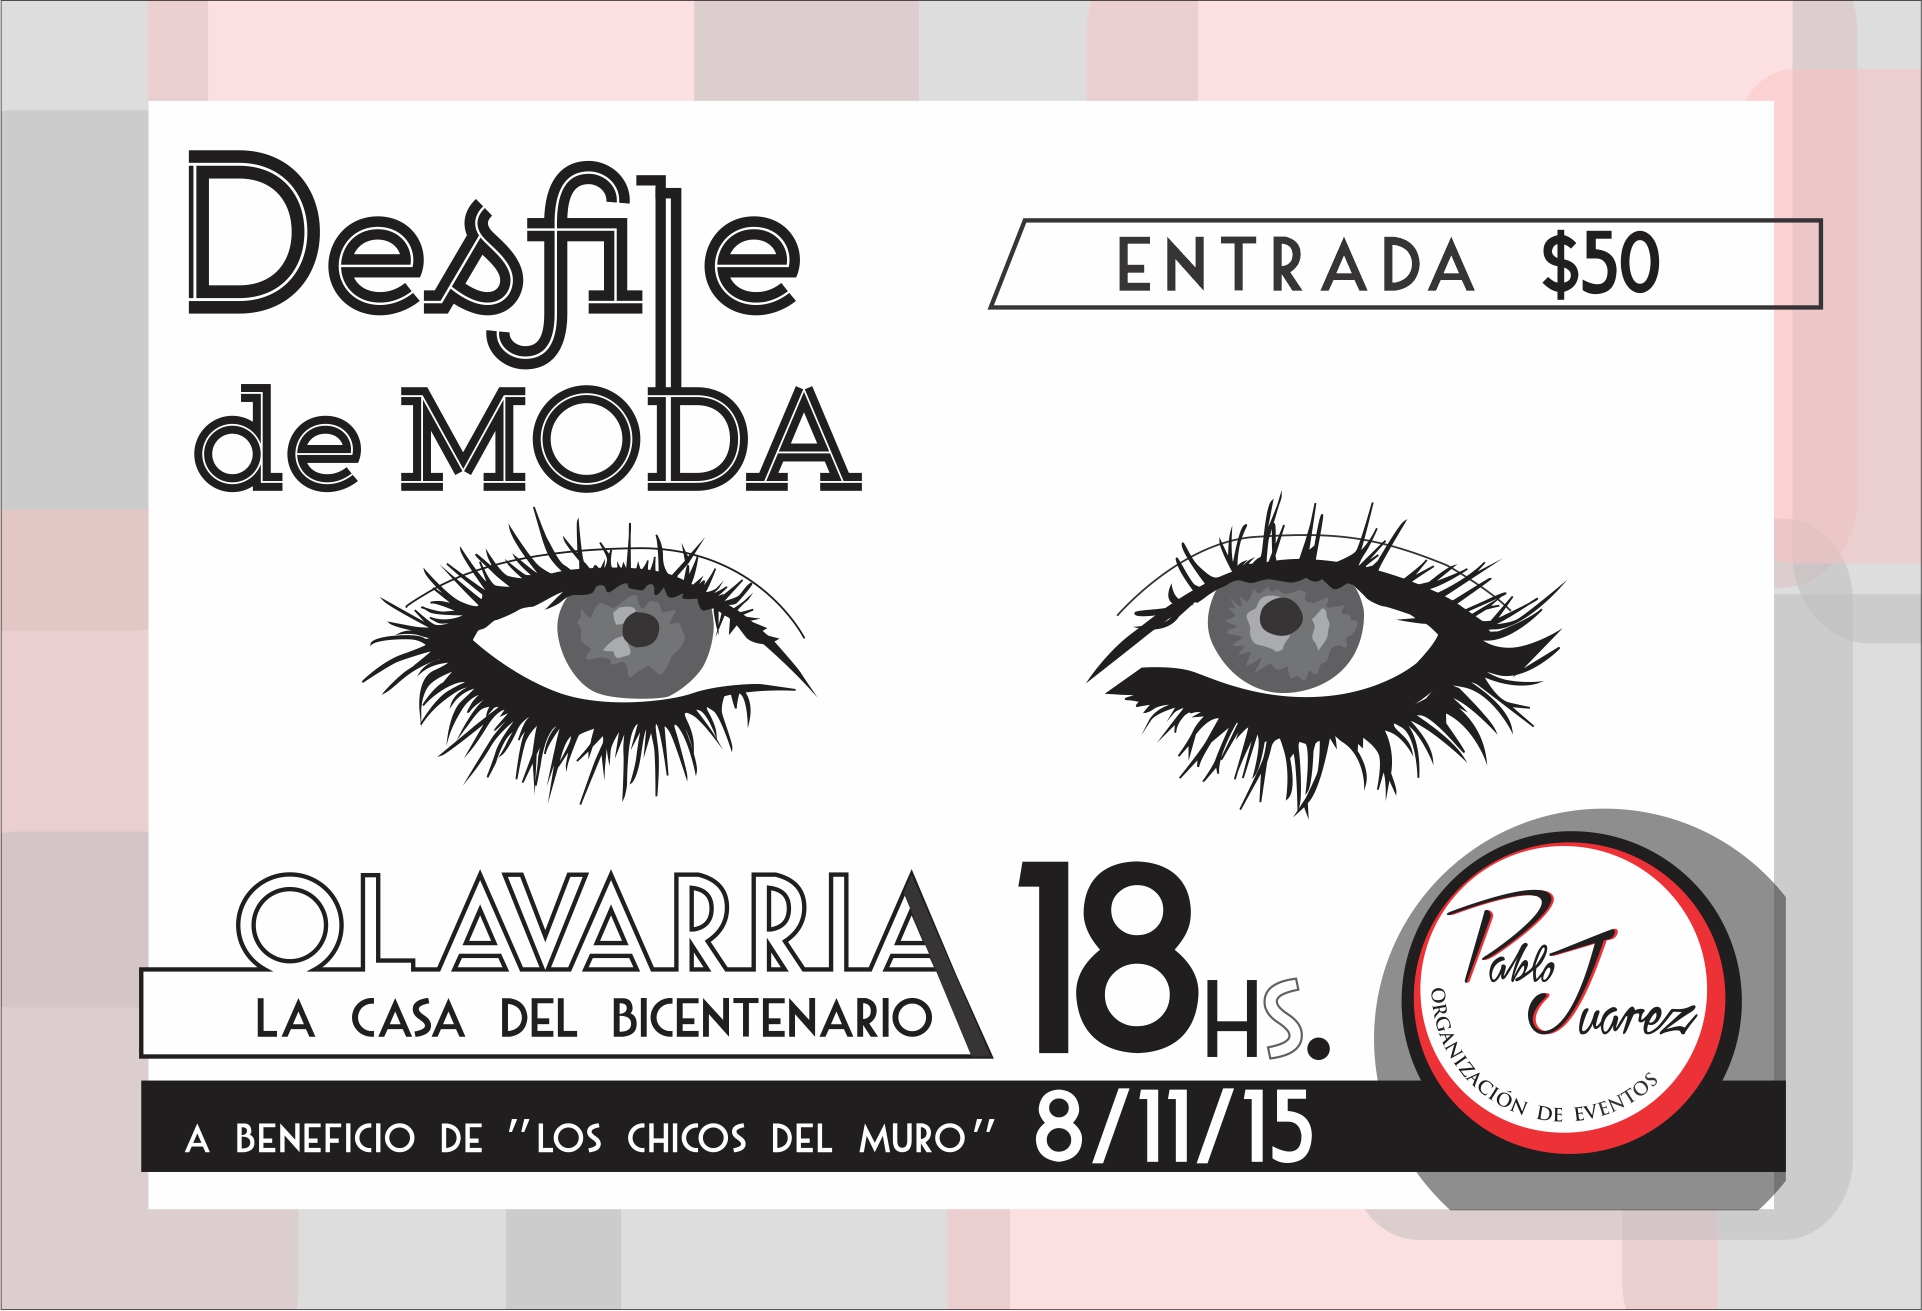 Desfile
de MODA
ENTRADA $50
OLAVARRIA
LA CASA DEL BICENTENARIO
18HS.
A BENEFICIO DE "LOS CHICOS DEL MURO"
8/11/15
Pablo
Juarez
ORGANIZACIÓN DE EVENTOS